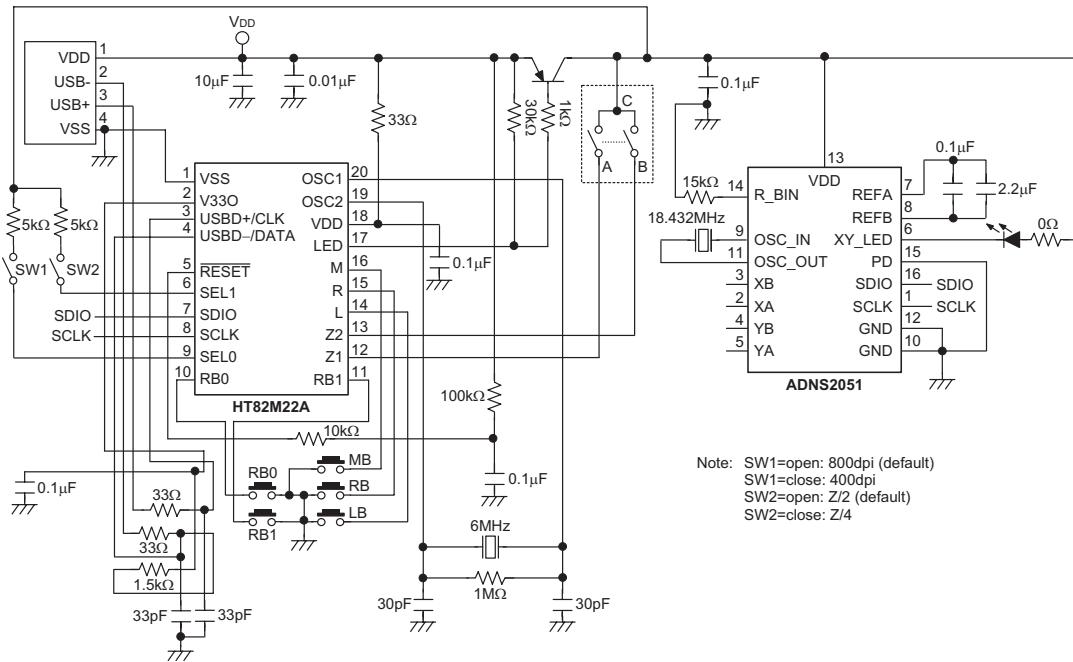 VDD
VDD 1
USB- 2
USB+ 3
VSS 4
10µF
0.01µF
33Ω
30kΩ
1kΩ
C
A
B
0.1µF
15kΩ
18.432MHz
5kΩ
5kΩ
SW1
SW2
SDIO
SCLK
1 VSS
2 V33O
3 USBD+/CLK
4 USBD−/DATA
5 RESET
6 SEL1
7 SDIO
8 SCLK
9 SEL0
10 RB0
OSC1 20
OSC2 19
VDD 18
LED 17
M 16
R 15
L 14
Z2 13
Z1 12
RB1 11
HT82M22A
0.1µF
13
VDD
14 R_BIN
9 OSC_IN
11 OSC_OUT
3 XB
2 XA
4 YB
5 YA
REFA 7
REFB 8
XY_LED 6
PD 15
SDIO 16
SCLK 1
GND 12
GND 10
ADNS2051
0.1µF
2.2µF
0Ω
SDIO
SCLK
100kΩ
10kΩ
0.1µF
0.1µF
33Ω
33Ω
1.5kΩ
33pF
33pF
RB0
RB1
MB
RB
LB
6MHz
1MΩ
30pF
30pF
Note: SW1=open: 800dpi (default)
SW1=close: 400dpi
SW2=open: Z/2 (default)
SW2=close: Z/4